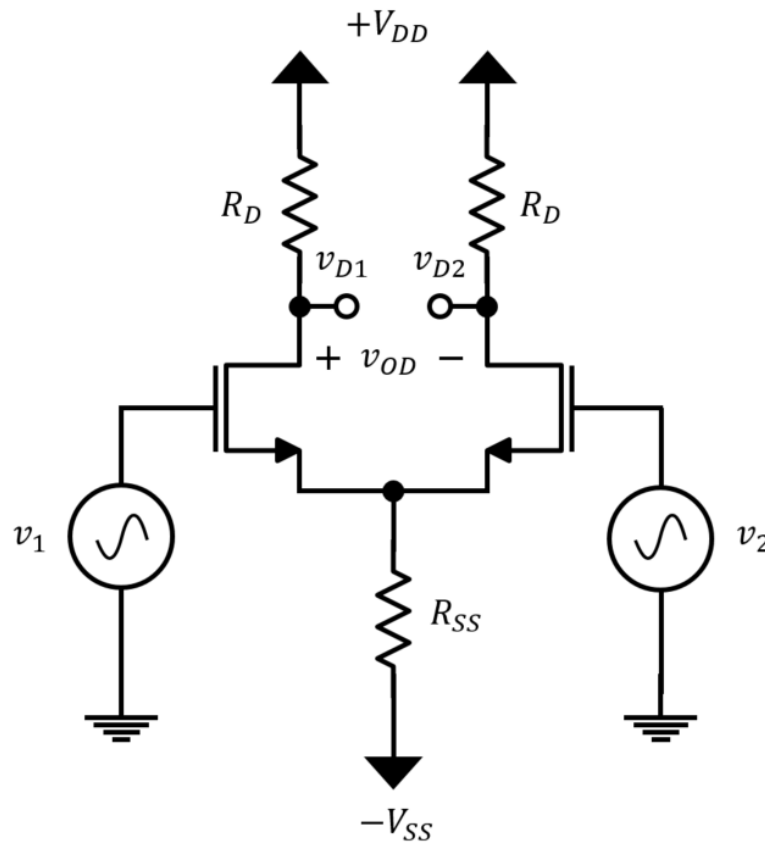 +V_{DD}
R_D R_D
v_{D1} v_{D2}
+ v_{OD} −
v_1 v_2
R_{SS}
−V_{SS}